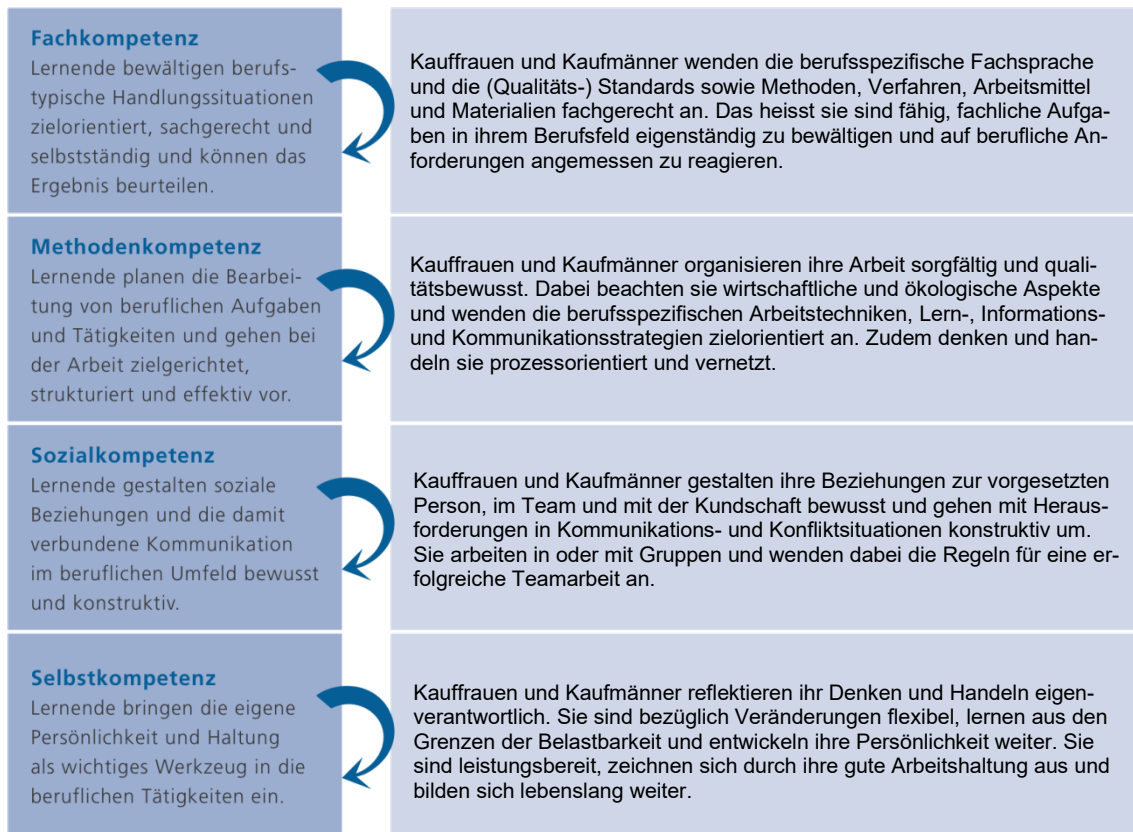 Fachkompetenz
Lernende bewältigen berufs-
typische Handlungssituationen
zielorientiert, sachgerecht und
selbstständig und können das
Ergebnis beurteilen.
Kauffrauen und Kaufmänner wenden die berufsspezifische Fachsprache
und die (Qualitäts-) Standards sowie Methoden, Verfahren, Arbeitsmittel
und Materialien fachgerecht an. Das heisst sie sind fähig, fachliche Aufga-
ben in ihrem Berufsfeld eigenständig zu bewältigen und auf berufliche An-
forderungen angemessen zu reagieren.
Methodenkompetenz
Lernende planen die Bearbei-
tung von beruflichen Aufgaben
und Tätigkeiten und gehen bei
der Arbeit zielgerichtet,
strukturiert und effektiv vor.
Kauffrauen und Kaufmänner organisieren ihre Arbeit sorgfältig und quali-
tätsbewusst. Dabei beachten sie wirtschaftliche und ökologische Aspekte
und wenden die berufsspezifischen Arbeitstechniken, Lern-, Informations-
und Kommunikationsstrategien zielorientiert an. Zudem denken und han-
deln sie prozessorientiert und vernetzt.
Sozialkompetenz
Lernende gestalten soziale
Beziehungen und die damit
verbundene Kommunikation
im beruflichen Umfeld bewusst
und konstruktiv.
Kauffrauen und Kaufmänner gestalten ihre Beziehungen zur vorgesetzten
Person, im Team und mit der Kundschaft bewusst und gehen mit Heraus-
forderungen in Kommunikations- und Konfliktsituationen konstruktiv um.
Sie arbeiten in oder mit Gruppen und wenden dabei die Regeln für eine er-
folgreiche Teamarbeit an.
Selbstkompetenz
Lernende bringen die eigene
Persönlichkeit und Haltung
als wichtiges Werkzeug in die
beruflichen Tätigkeiten ein.
Kauffrauen und Kaufmänner reflektieren ihr Denken und Handeln eigen-
verantwortlich. Sie sind bezüglich Veränderungen flexibel, lernen aus den
Grenzen der Belastbarkeit und entwickeln ihre Persönlichkeit weiter. Sie
sind leistungsbereit, zeichnen sich durch ihre gute Arbeitshaltung aus und
bilden sich lebenslang weiter.